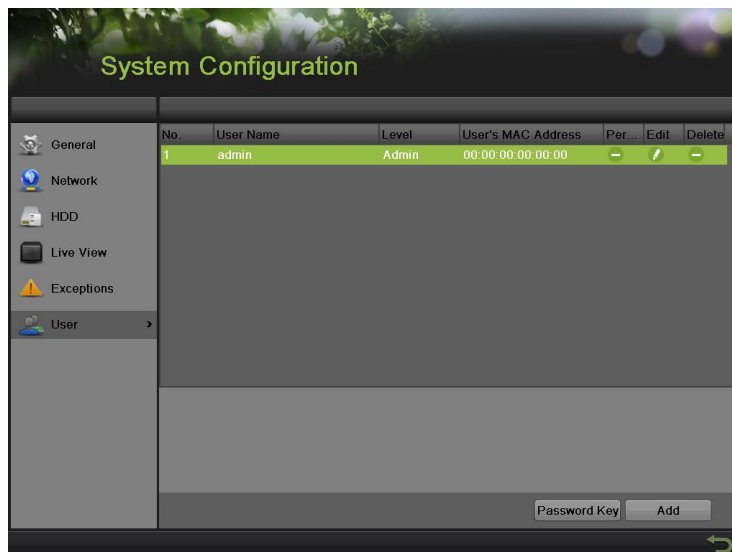 System Configuration
General
Network
HDD
Live View
Exceptions
User
No. User Name Level User's MAC Address Per... Edit Delete
1 admin Admin 00:00:00:00:00:00
Password Key Add